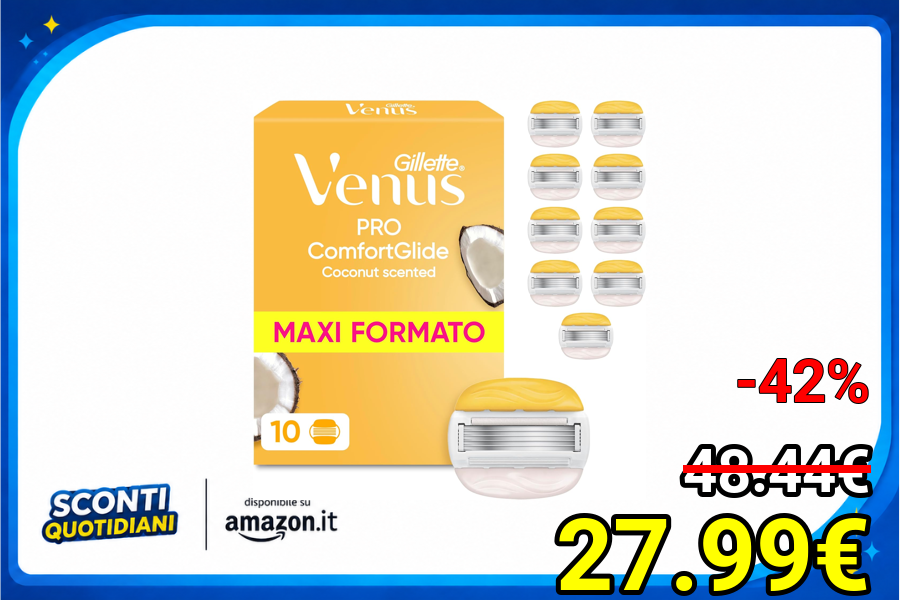 Gillette
Venus
Gillette®
Venus
PRO
ComfortGlide
Coconut scented
MAXI FORMATO
10
-42%
48.44€
27.99€
SCONTI
QUOTIDIANI
disponibile su
amazon.it